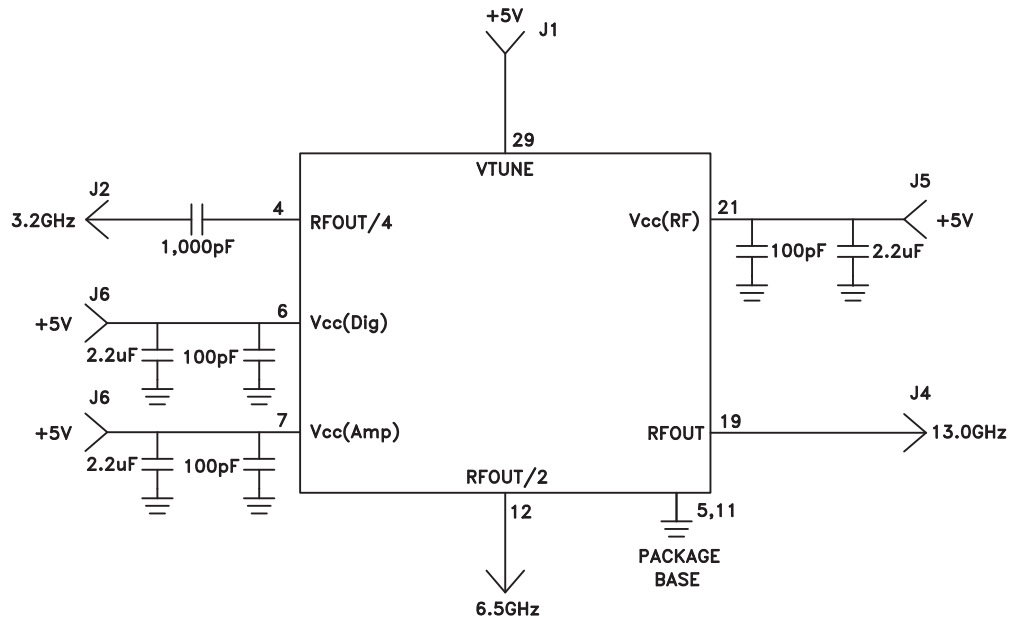 +5V
J1
29
VTUNE
J2
3.2GHz
1,000pF
4
RFOUT/4
J6
+5V
2.2uF
100pF
6
Vcc(Dig)
J6
+5V
2.2uF
100pF
7
Vcc(Amp)
Vcc(RF)
21
J5
+5V
100pF
2.2uF
RFOUT
19
J4
13.0GHz
RFOUT/2
12
6.5GHz
5,11
PACKAGE
BASE